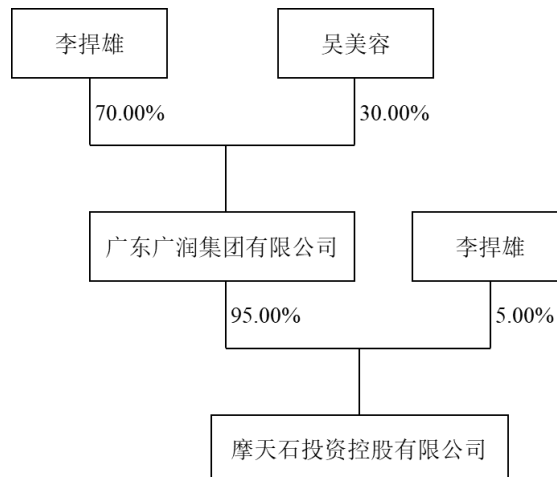 李捍雄
吴美容
70.00%
30.00%
广东广润集团有限公司
李捍雄
95.00%
5.00%
摩天石投资控股有限公司